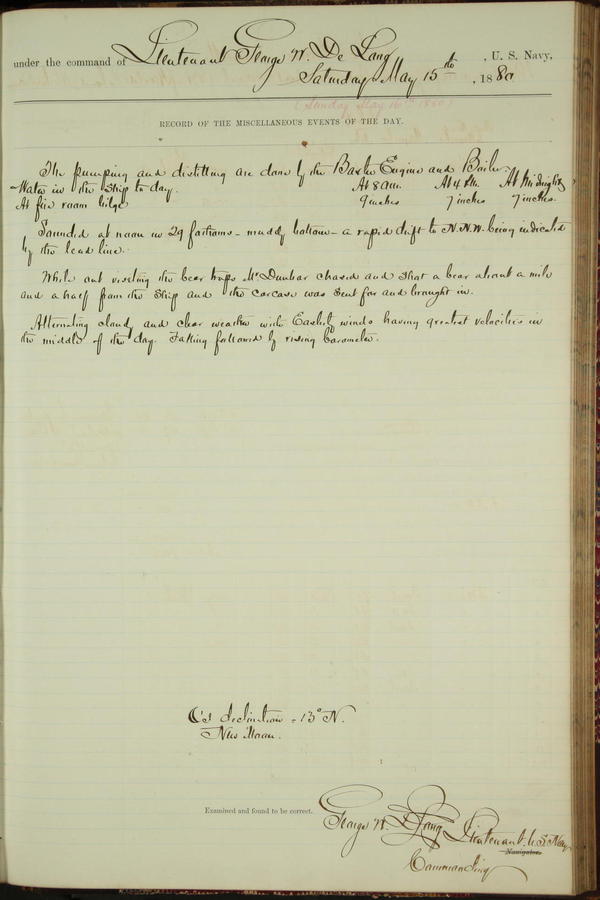 under the command of Lieutenant George W. De Long, U. S. Navy,
Saturday May 15th, 1880
(Sunday May 16th 1880)
RECORD OF THE MISCELLANEOUS EVENTS OF THE DAY.
The pumping and distilling are done by the Baxter Engine and Boiler.
Water in the Ship to day. At 8 am. At 4 P.M. At Midnight
At fire room bilge 9 inches 7 inches 7 inches.
Sounded at noon in 29 fathoms - muddy bottom - a rapid drift to N.N.W. being indicated
by the lead line.
While out visiting the bear traps Mr Dunbar chased and shot a bear about a mile
and a half from the Ship and the carcase was sent for and brought in.
Alternating cloudy and clear weather with Easterly winds having greatest velocities in
the middle of the day. Falling followed by rising barometer.
☾'s declination = 13° N.
New Moon.
Examined and found to be correct.
George W. De Long Lieutenant U.S. Navy
Navigator.
Commanding